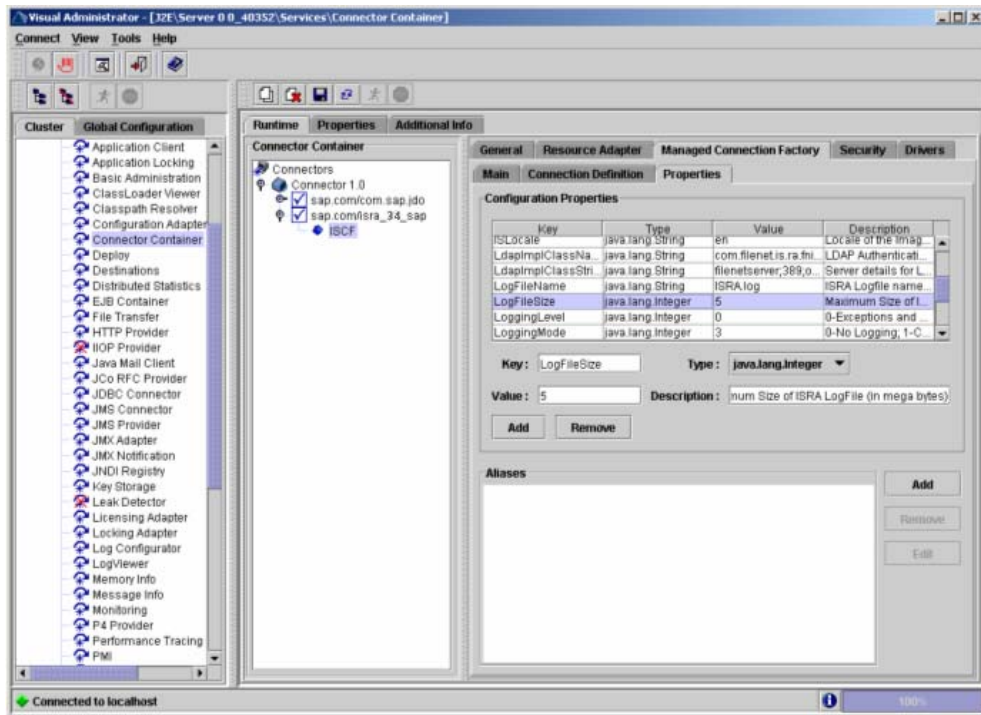 Visual Administrator - [J2E\Server 0 0_40352\Services\Connector Container]
Connect View Tools Help
Cluster Global Configuration
Application Client
Application Locking
Basic Administration
ClassLoader Viewer
Classpath Resolver
Configuration Adapter
Connector Container
Deploy
Destinations
Distributed Statistics
EJB Container
File Transfer
HTTP Provider
IIOP Provider
Java Mail Client
JCo RFC Provider
JDBC Connector
JMS Connector
JMS Provider
JMX Adapter
JMX Notification
JNDI Registry
Key Storage
Leak Detector
Licensing Adapter
Locking Adapter
Log Configurator
LogViewer
Memory Info
Message Info
Monitoring
P4 Provider
Performance Tracing
PMI
Runtime Properties Additional Info
Connector Container
Connectors
Connector 1.0
sap.com/com.sap.jdo
sap.com/isra_34_sap
ISCF
General Resource Adapter Managed Connection Factory Security Drivers
Main Connection Definition Properties
Configuration Properties
Key Type Value Description
ISLocale java.lang.String en Locale of the Imag...
LdapImplClassNa... java.lang.String com.filenet.is.ra.fni... LDAP Authenticati...
LdapImplClassStri... java.lang.String filenetserver;389,o... Server details for L...
LogFileName java.lang.String ISRA.log ISRA Logfile name...
LogFileSize java.lang.Integer 5 Maximum Size of I...
LoggingLevel java.lang.Integer 0 0-Exceptions and ...
LoggingMode java.lang.Integer 3 0-No Logging; 1-C...
Key : LogFileSize Type : java.lang.Integer
Value : 5 Description : num Size of ISRA LogFile (in mega bytes)
Add Remove
Aliases
Add
Remove
Edit
Connected to localhost 100%